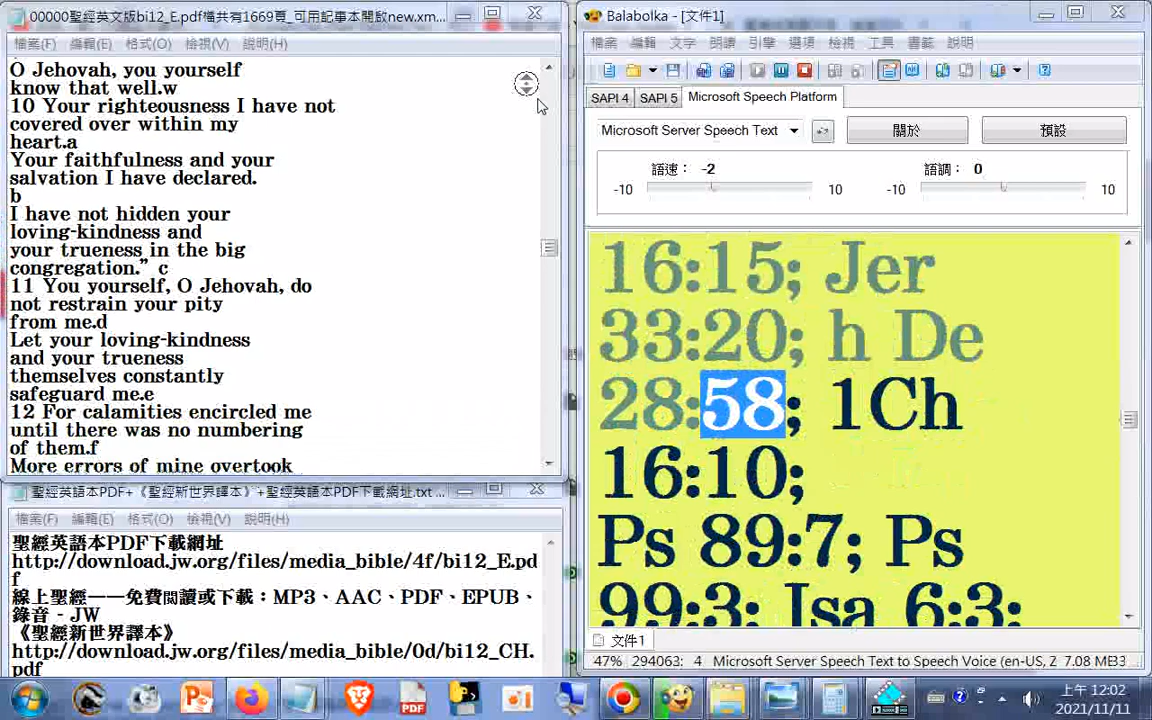 00000聖經英文版bi12_E.pdf檔共有1669頁_可用記事本開啟new.xm...
檔案(F) 編輯(E) 格式(O) 檢視(V) 說明(H)
O Jehovah, you yourself
know that well.w
10 Your righteousness I have not
covered over within my
heart.a
Your faithfulness and your
salvation I have declared.
b
I have not hidden your
loving-kindness and
your trueness in the big
congregation.” c
11 You yourself, O Jehovah, do
not restrain your pity
from me.d
Let your loving-kindness
and your trueness
themselves constantly
safeguard me.e
12 For calamities encircled me
until there was no numbering
of them.f
More errors of mine overtook
聖經英語本PDF+《聖經新世界譯本》+聖經英語本PDF下載網址.txt ...
檔案(F) 編輯(E) 格式(O) 檢視(V) 說明(H)
聖經英語本PDF下載網址
http://download.jw.org/files/media_bible/4f/bi12_E.pd
f
線上聖經——免費閱讀或下載：MP3、AAC、PDF、EPUB、
錄音 - JW
《聖經新世界譯本》
http://download.jw.org/files/media_bible/0d/bi12_CH.
pdf
Balabolka - [文件1]
檔案 編輯 文字 朗讀 引擎 選項 檢視 工具 書籤 說明
SAPI 4 SAPI 5 Microsoft Speech Platform
Microsoft Server Speech Text 關於 預設
語速： -2 語調： 0
-10 10 -10 10
16:15; Jer
33:20; h De
28:58; 1Ch
16:10;
Ps 89:7; Ps
99:3; Isa 6:3;
文件1
47% 294063: 4 Microsoft Server Speech Text to Speech Voice (en-US, Z 7.08 MB
PDF
上午 12:02
2021/11/11